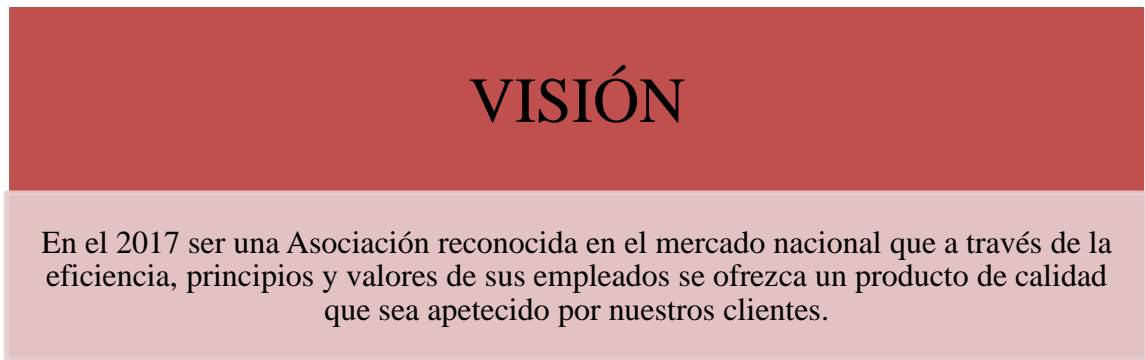 VISIÓN
En el 2017 ser una Asociación reconocida en el mercado nacional que a través de la
eficiencia, principios y valores de sus empleados se ofrezca un producto de calidad
que sea apetecido por nuestros clientes.